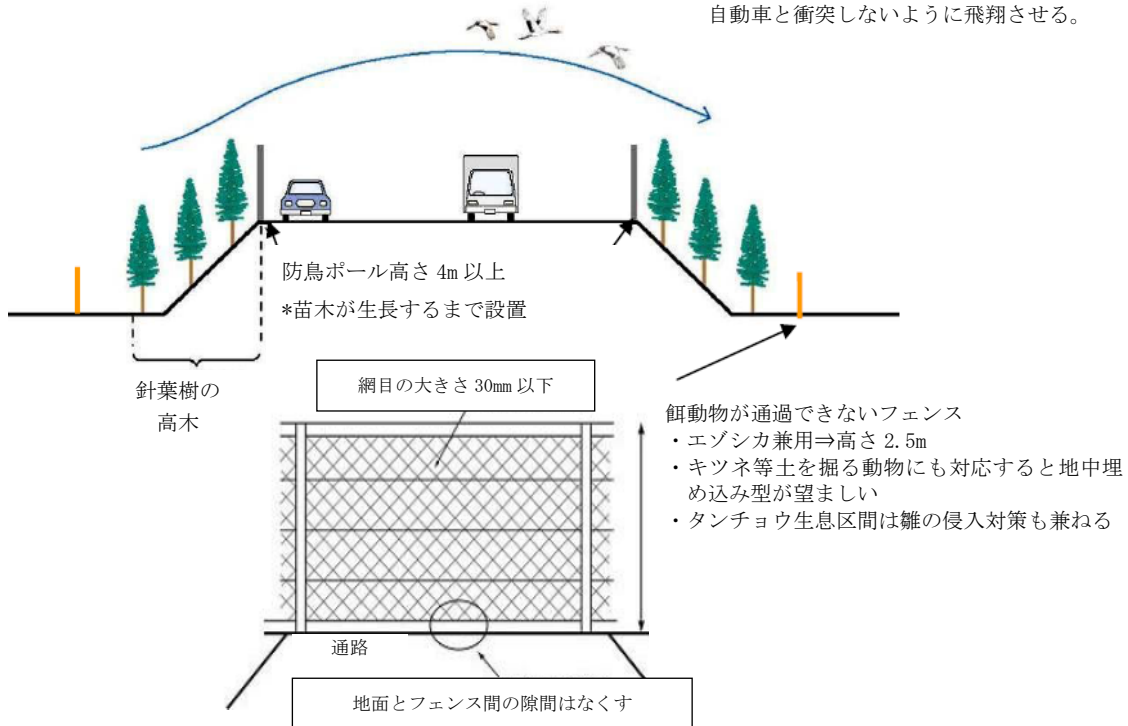 自動車と衝突しないように飛翔させる。
防鳥ポール高さ 4m 以上
*苗木が生長するまで設置
針葉樹の
高木
網目の大きさ 30mm 以下
餌動物が通過できないフェンス
・エゾシカ兼用⇒高さ 2.5m
・キツネ等土を掘る動物にも対応すると地中埋
め込み型が望ましい
・タンチョウ生息区間は雛の侵入対策も兼ねる
通路
地面とフェンス間の隙間はなくす